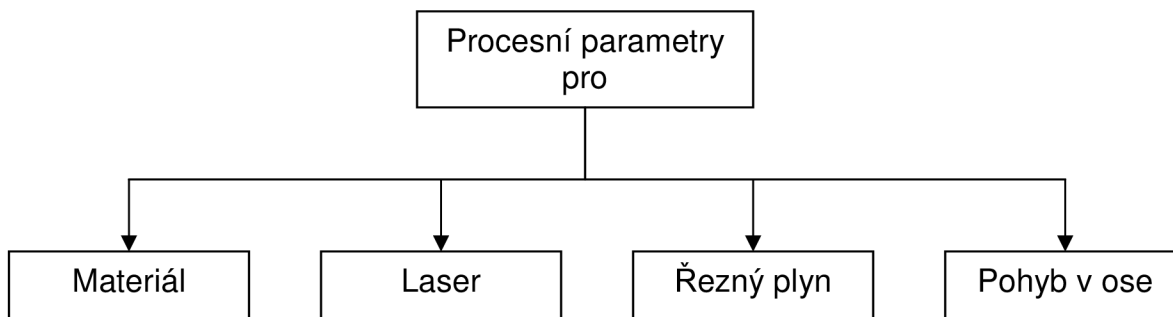 Procesní parametry
pro
Materiál
Laser
Řezný plyn
Pohyb v ose